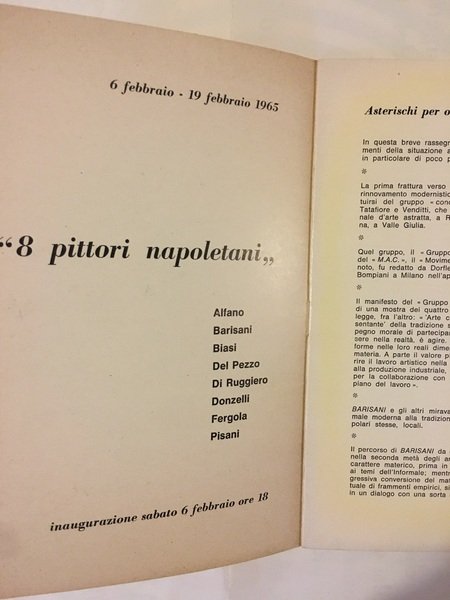 6 febbraio - 19 febbraio 1965
“8 pittori napoletani„
Alfano
Barisani
Biasi
Del Pezzo
Di Ruggiero
Donzelli
Fergola
Pisani
inaugurazione sabato 6 febbraio ore 18
Asterischi per o
In questa breve rassegn
menti della situazione a
in particolare di poco p
*
La prima frattura verso
rinnovamento modernistic
tuirsi del gruppo « conc
Tatafiore e Venditti, che
nale d'arte astratta, a R
na, a Valle Giulia.
*
Quel gruppo, il « Gruppo
del « M.A.C.», il « Movime
noto, fu redatto da Dorfle
Bompiani a Milano nell'ap
*
Il manifesto del « Gruppo
di una mostra del quattro
legge, fra l'altro: « 'Arte c
sentante' della tradizione s
pegno morale di partecipa
sere nella realtà, è agire.
forme nelle loro reali dime
materia. A parte il valore p
rire il lavoro artistico nella
alla produzione industriale.
per la collaborazione con
piano del lavoro ».
*
BARISANI e gli altri mirava
male moderna alla tradizion
polari stesse, locali.
*
Il percorso di BARISANI da
nella seconda metà degli an
carattere materico, prima in
ai temi dell'Informale; mentr
gressiva conversione del mat
tuale di frammenti empirici, si
in un dialogo con una sorta